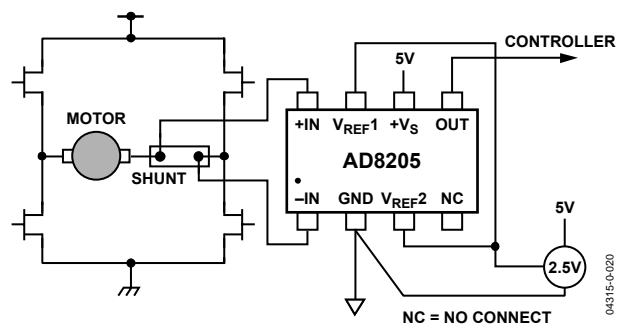 CONTROLLER
5V
+IN VREF1 +VS OUT
MOTOR
AD8205
SHUNT
–IN GND VREF2 NC
5V
2.5V
NC = NO CONNECT
04315-0-020